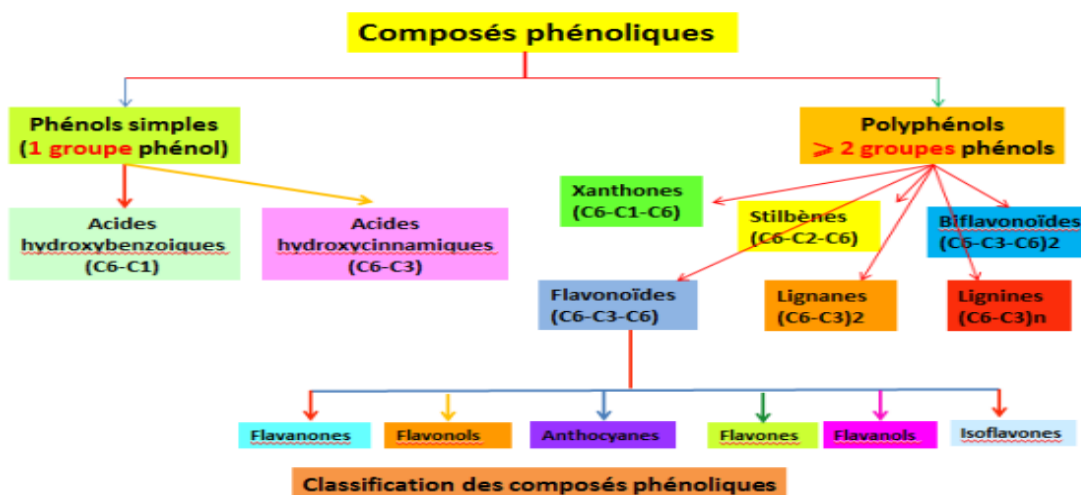 Composés phénoliques
Phénols simples
(1 groupe phénol)
Polyphénols
⩾ 2 groupes phénols
Acides
hydroxybenzoiques
(C6-C1)
Acides
hydroxycinnamiques
(C6-C3)
Xanthones
(C6-C1-C6)
Stilbènes
(C6-C2-C6)
Biflavonoïdes
(C6-C3-C6)2
Flavonoïdes
(C6-C3-C6)
Lignanes
(C6-C3)2
Lignines
(C6-C3)n
Flavanones
Flavonols
Anthocyanes
Flavones
Flavanols
Isoflavones
Classification des composés phénoliques